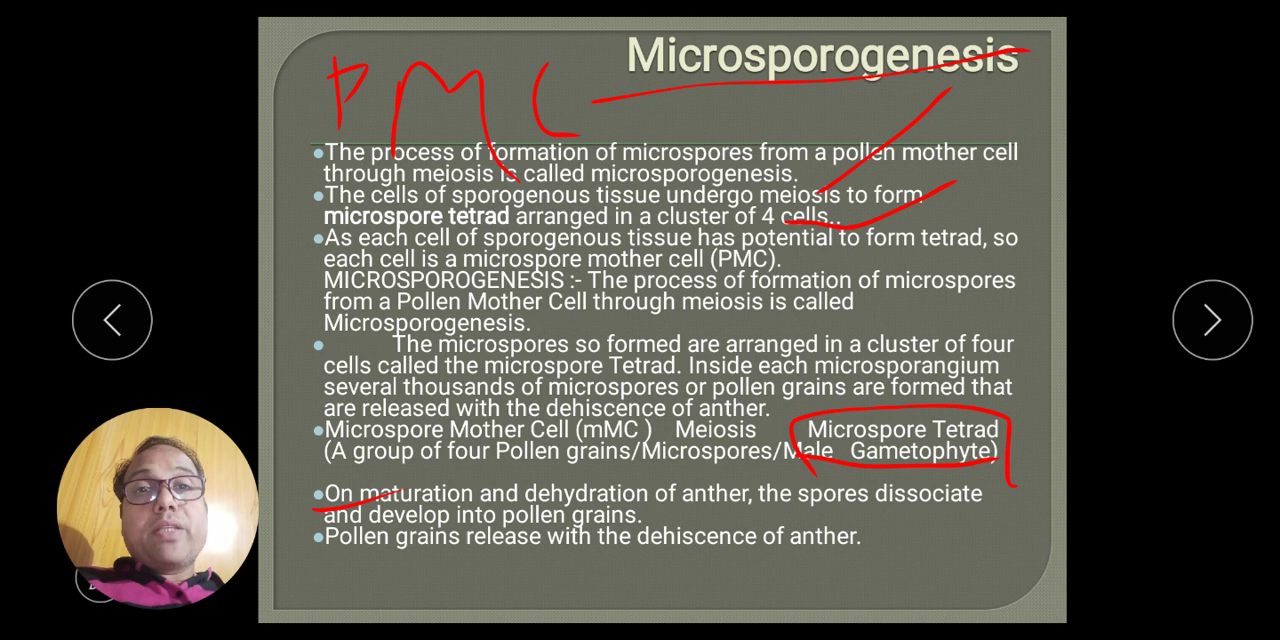 Microsporogenesis
PMC
The process of formation of microspores from a pollen mother cell
through meiosis is called microsporogenesis.
The cells of sporogenous tissue undergo meiosis to form
microspore tetrad arranged in a cluster of 4 cells..
As each cell of sporogenous tissue has potential to form tetrad, so
each cell is a microspore mother cell (PMC).
MICROSPOROGENESIS :- The process of formation of microspores
from a Pollen Mother Cell through meiosis is called
Microsporogenesis.
The microspores so formed are arranged in a cluster of four
cells called the microspore Tetrad. Inside each microsporangium
several thousands of microspores or pollen grains are formed that
are released with the dehiscence of anther.
Microspore Mother Cell (mMC ) Meiosis Microspore Tetrad
(A group of four Pollen grains/Microspores/Male Gametophyte)
On maturation and dehydration of anther, the spores dissociate
and develop into pollen grains.
Pollen grains release with the dehiscence of anther.